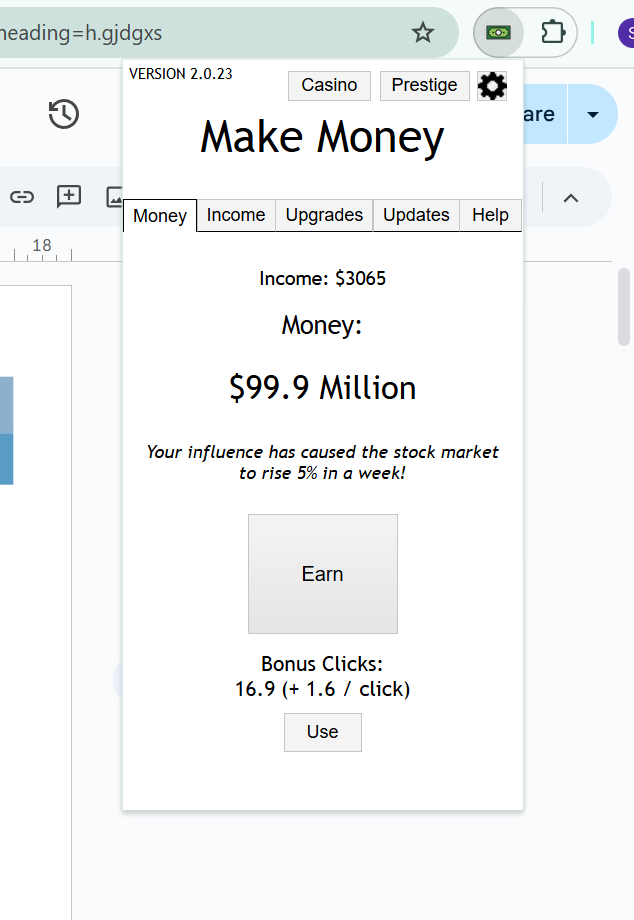 heading=h.gjdgxs
S
VERSION 2.0.23
Casino
Prestige
are
Make Money
Money
Income
Upgrades
Updates
Help
18
Income: $3065
Money:
$99.9 Million
Your influence has caused the stock market
to rise 5% in a week!
Earn
Bonus Clicks:
16.9 (+ 1.6 / click)
Use